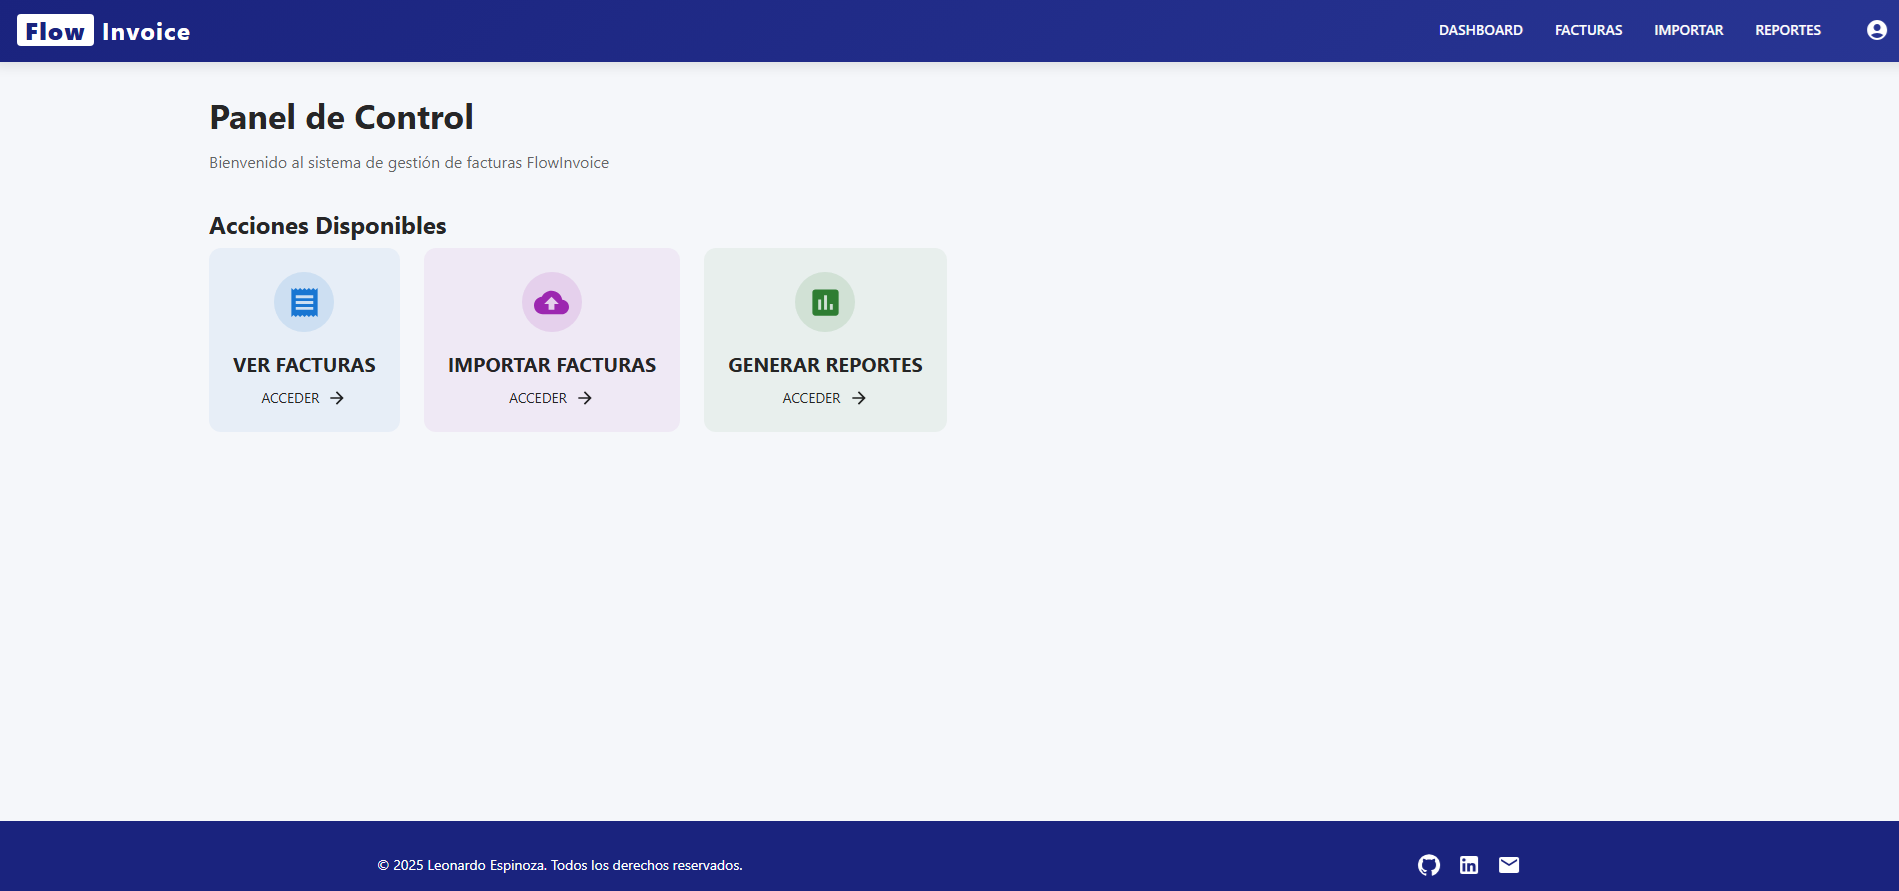 Flow Invoice
DASHBOARD FACTURAS IMPORTAR REPORTES
Panel de Control
Bienvenido al sistema de gestión de facturas FlowInvoice
Acciones Disponibles
VER FACTURAS
ACCEDER
IMPORTAR FACTURAS
ACCEDER
GENERAR REPORTES
ACCEDER
© 2025 Leonardo Espinoza. Todos los derechos reservados.